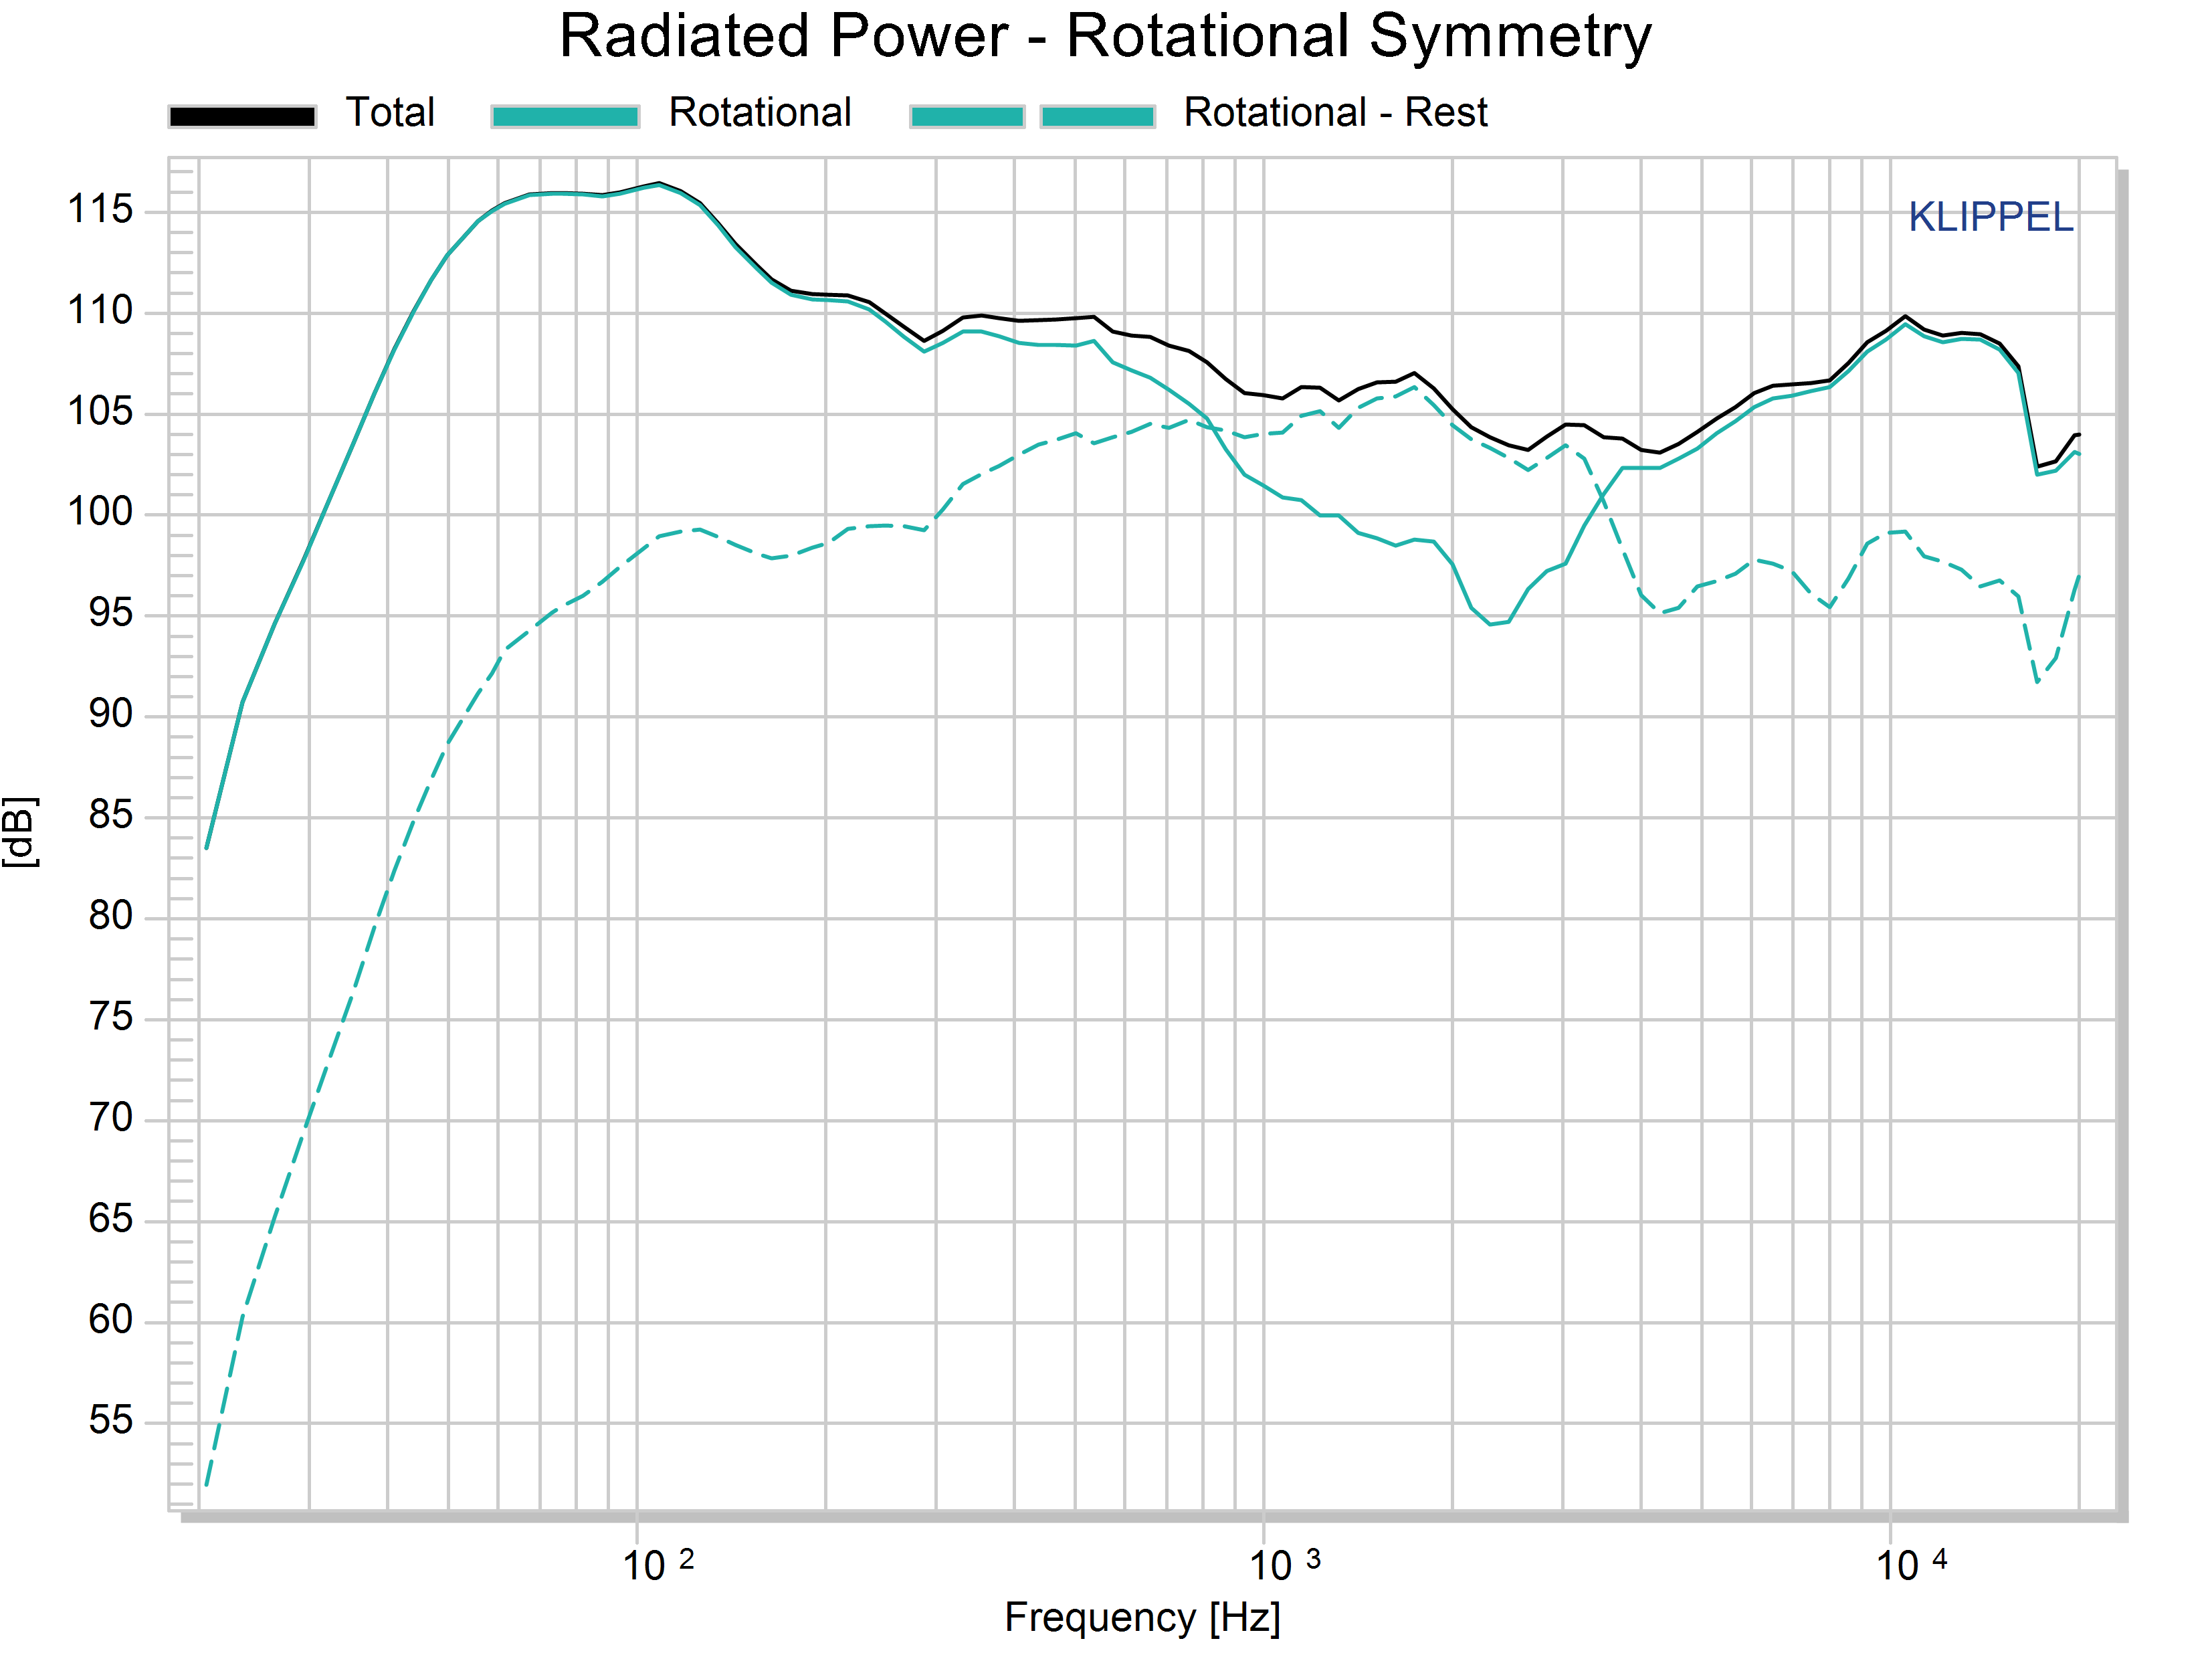 Radiated Power - Rotational Symmetry
Total Rotational Rotational - Rest
KLIPPEL
115
110
105
100
95
90
85
80
75
70
65
60
55
[dB]
10 2 10 3 10 4
Frequency [Hz]